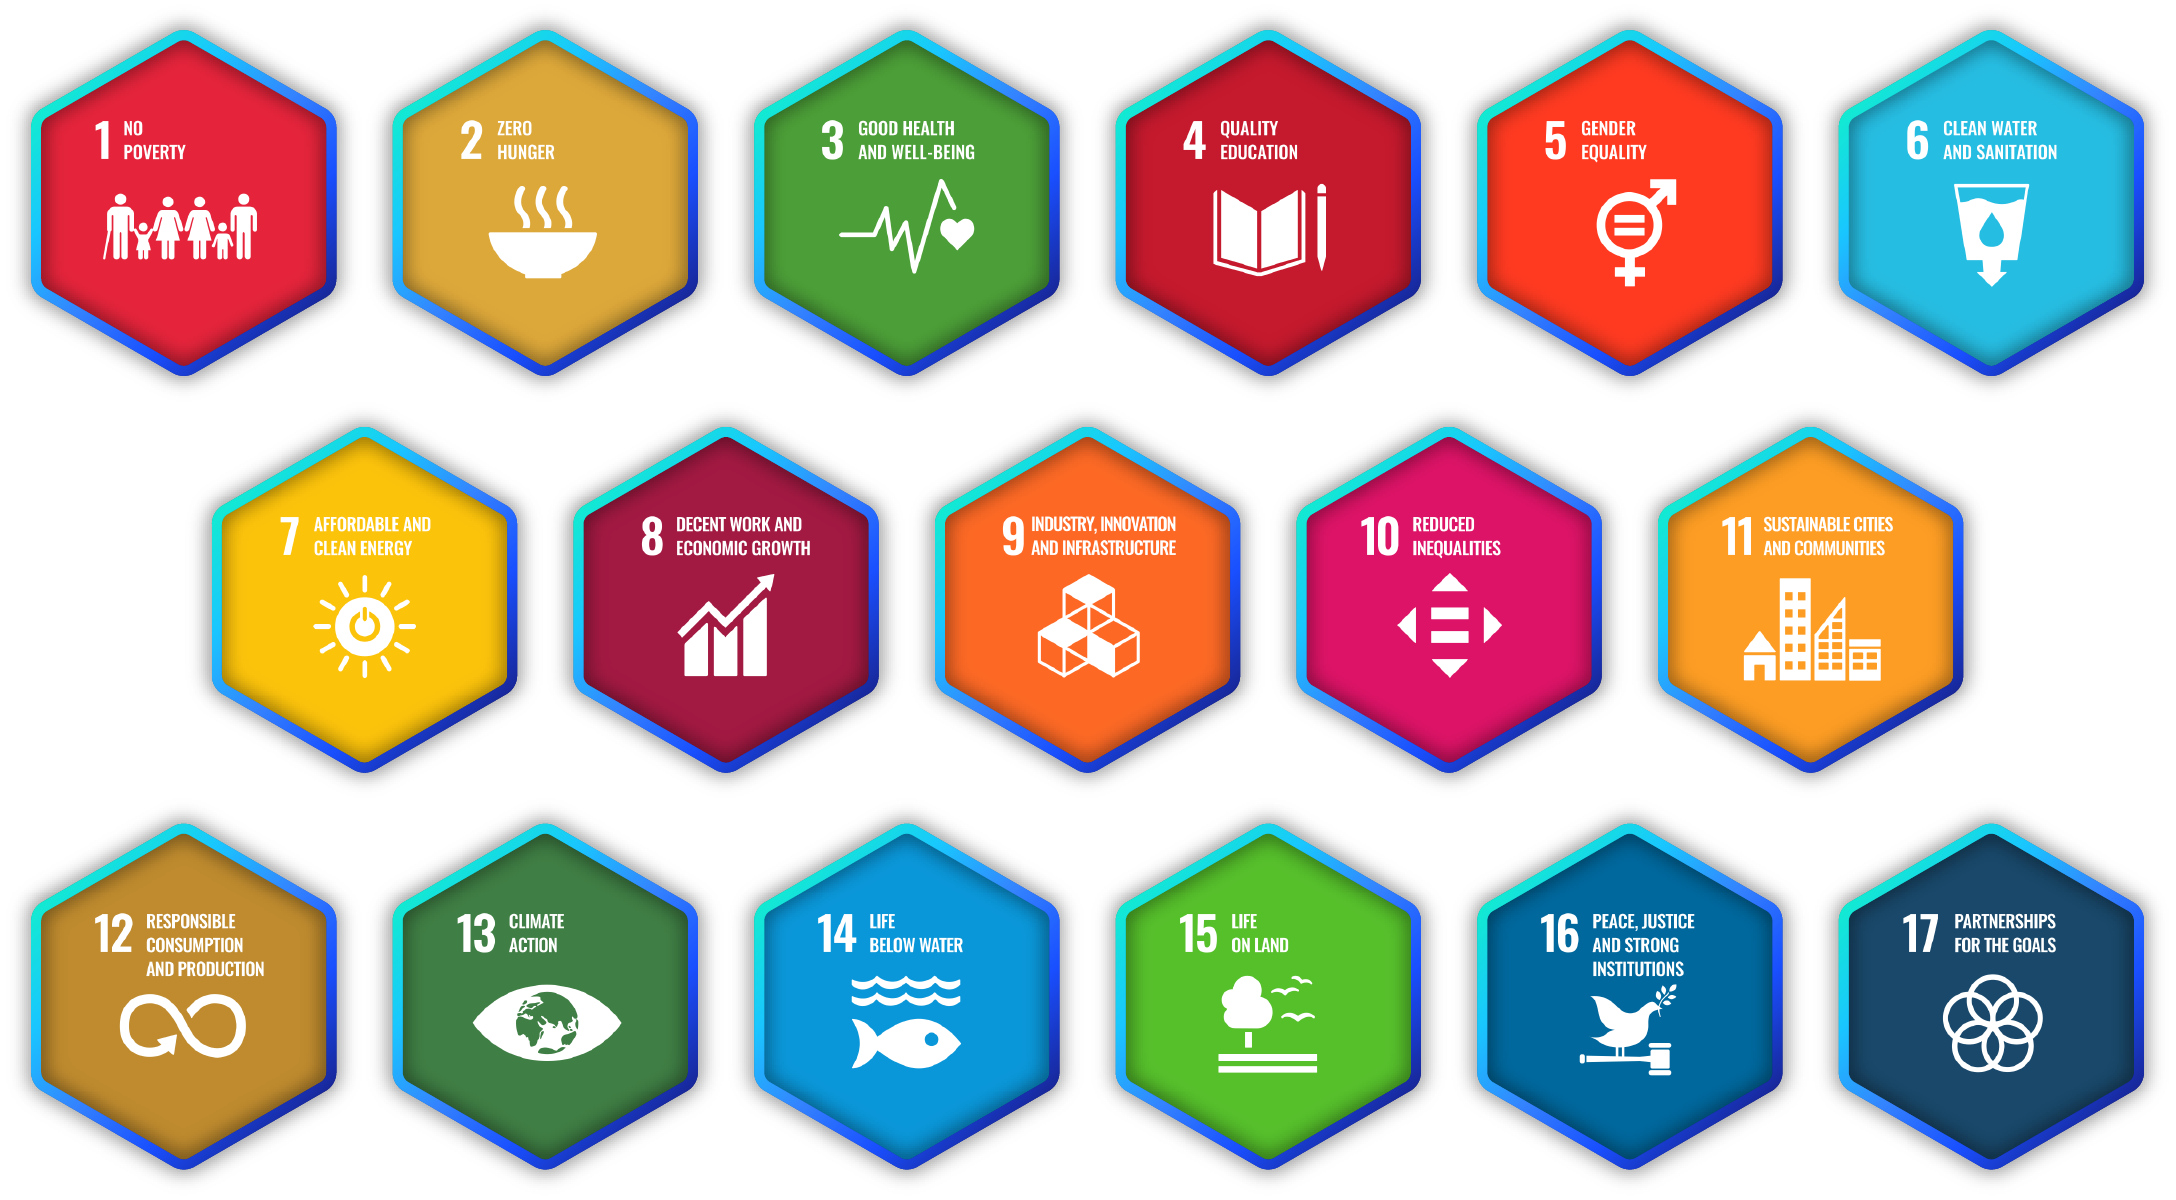 1 NO
POVERTY
2 ZERO
HUNGER
3 GOOD HEALTH
AND WELL-BEING
4 QUALITY
EDUCATION
5 GENDER
EQUALITY
6 CLEAN WATER
AND SANITATION
7 AFFORDABLE AND
CLEAN ENERGY
8 DECENT WORK AND
ECONOMIC GROWTH
9 INDUSTRY, INNOVATION
AND INFRASTRUCTURE
10 REDUCED
INEQUALITIES
11 SUSTAINABLE CITIES
AND COMMUNITIES
12 RESPONSIBLE
CONSUMPTION
AND PRODUCTION
13 CLIMATE
ACTION
14 LIFE
BELOW WATER
15 LIFE
ON LAND
16 PEACE, JUSTICE
AND STRONG
INSTITUTIONS
17 PARTNERSHIPS
FOR THE GOALS